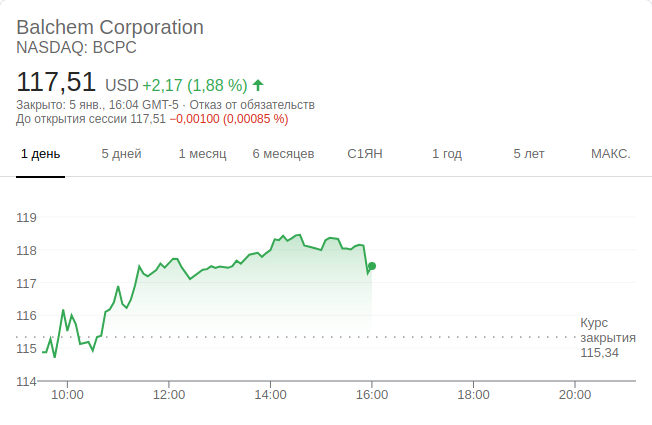 Balchem Corporation
NASDAQ: BCPC
117,51 USD +2,17 (1,88 %)
Закрыто: 5 янв., 16:04 GMT-5 · Отказ от обязательств
До открытия сессии 117,51 −0,00100 (0,00085 %)
1 день 5 дней 1 месяц 6 месяцев С1ЯН 1 год 5 лет МАКС.
119
118
117
116
115
114
Курс
закрытия
115,34
10:00 12:00 14:00 16:00 18:00 20:00